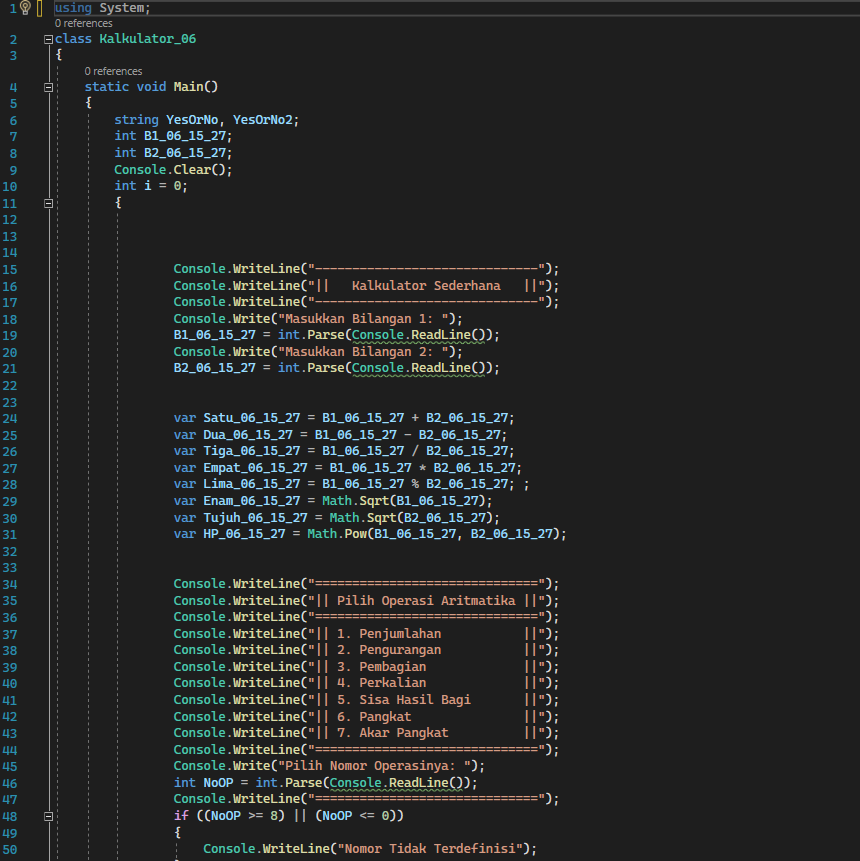 1 using System;
0 references
2 class Kalkulator_06
3 {
0 references
4 static void Main()
5 {
6 string YesOrNo, YesOrNo2;
7 int B1_06_15_27;
8 int B2_06_15_27;
9 Console.Clear();
10 int i = 0;
11 {
12
13
14
15 Console.WriteLine("------------------------------");
16 Console.WriteLine("||   Kalkulator Sederhana   ||");
17 Console.WriteLine("------------------------------");
18 Console.Write("Masukkan Bilangan 1: ");
19 B1_06_15_27 = int.Parse(Console.ReadLine());
20 Console.Write("Masukkan Bilangan 2: ");
21 B2_06_15_27 = int.Parse(Console.ReadLine());
22
23
24 var Satu_06_15_27 = B1_06_15_27 + B2_06_15_27;
25 var Dua_06_15_27 = B1_06_15_27 - B2_06_15_27;
26 var Tiga_06_15_27 = B1_06_15_27 / B2_06_15_27;
27 var Empat_06_15_27 = B1_06_15_27 * B2_06_15_27;
28 var Lima_06_15_27 = B1_06_15_27 % B2_06_15_27; ;
29 var Enam_06_15_27 = Math.Sqrt(B1_06_15_27);
30 var Tujuh_06_15_27 = Math.Sqrt(B2_06_15_27);
31 var HP_06_15_27 = Math.Pow(B1_06_15_27, B2_06_15_27);
32
33
34 Console.WriteLine("==============================");
35 Console.WriteLine("|| Pilih Operasi Aritmatika ||");
36 Console.WriteLine("==============================");
37 Console.WriteLine("|| 1. Penjumlahan           ||");
38 Console.WriteLine("|| 2. Pengurangan           ||");
39 Console.WriteLine("|| 3. Pembagian             ||");
40 Console.WriteLine("|| 4. Perkalian             ||");
41 Console.WriteLine("|| 5. Sisa Hasil Bagi       ||");
42 Console.WriteLine("|| 6. Pangkat               ||");
43 Console.WriteLine("|| 7. Akar Pangkat          ||");
44 Console.WriteLine("==============================");
45 Console.Write("Pilih Nomor Operasinya: ");
46 int NoOP = int.Parse(Console.ReadLine());
47 Console.WriteLine("==============================");
48 if ((NoOP >= 8) || (NoOP <= 0))
49 {
50 Console.WriteLine("Nomor Tidak Terdefinisi");